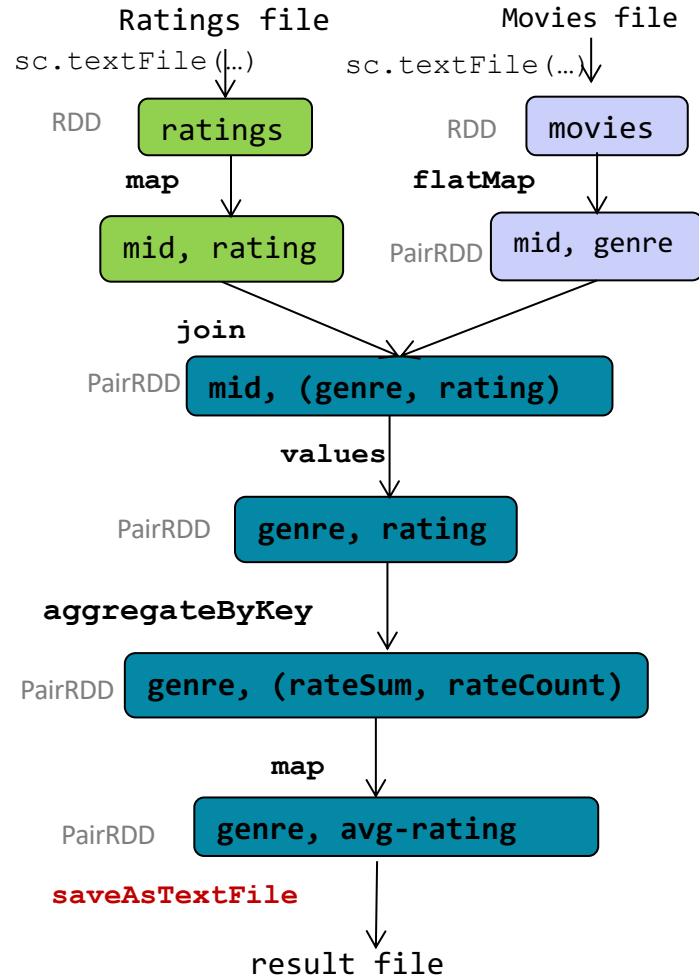 Ratings file
Movies file
sc.textFile(…)
sc.textFile(…)
RDD
ratings
RDD
movies
map
flatMap
mid, rating
PairRDD
mid, genre
join
PairRDD
mid, (genre, rating)
values
PairRDD
genre, rating
aggregateByKey
PairRDD
genre, (rateSum, rateCount)
map
PairRDD
genre, avg-rating
saveAsTextFile
result file